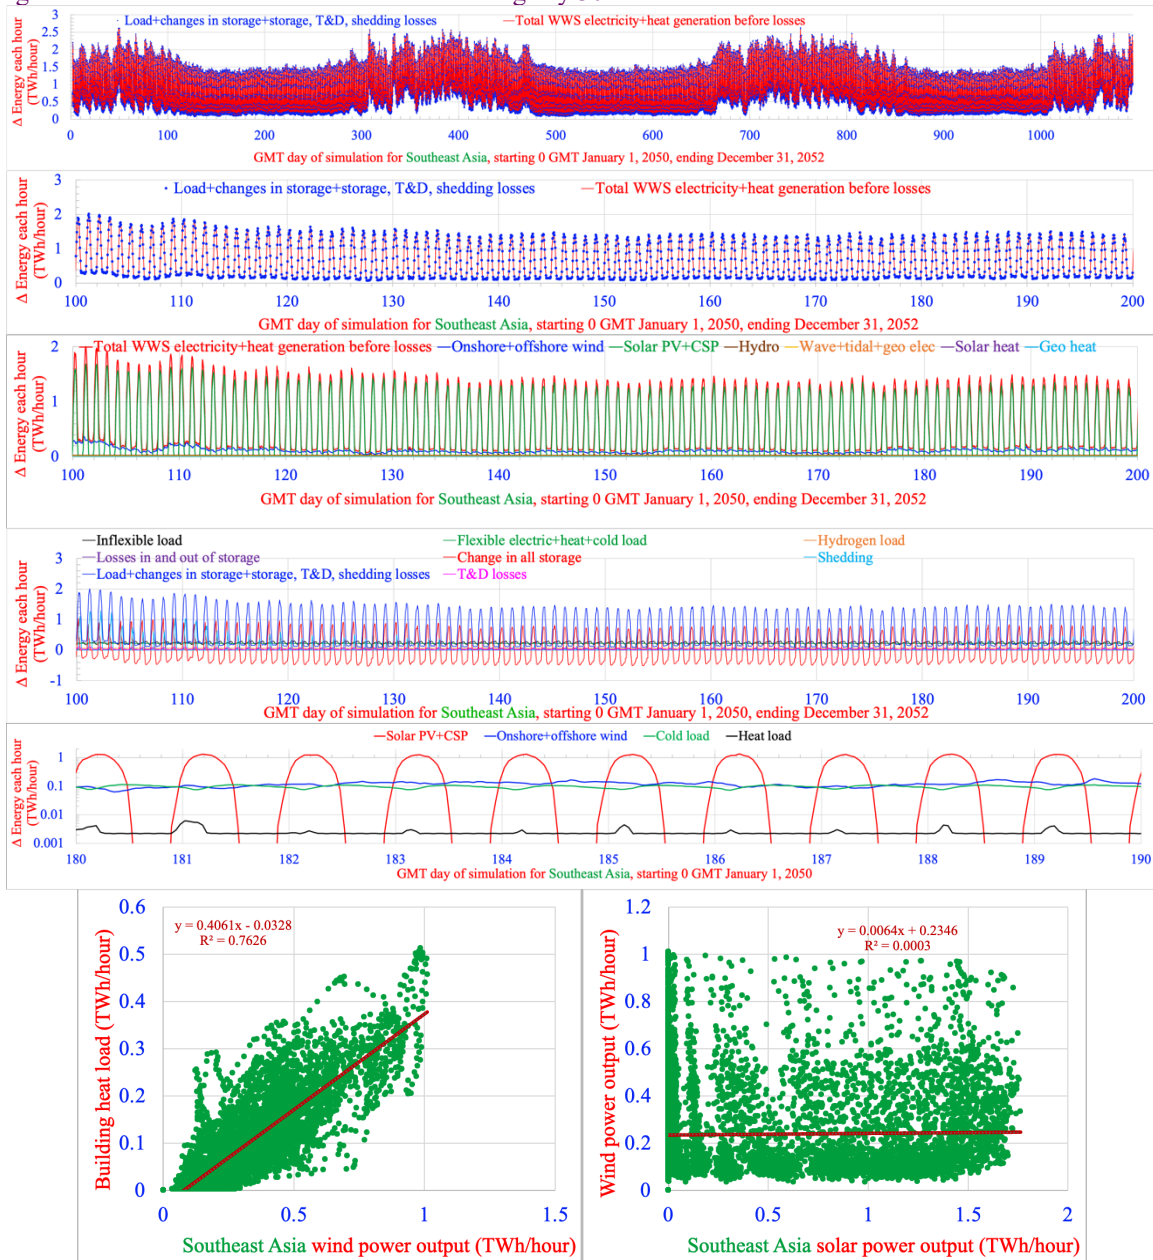 Load+changes in storage+storage, T&D, shedding losses —Total WWS electricity+heat generation before losses
Δ Energy each hour
(TWh/hour)
3
2.5
2
1.5
1
0.5
0
0 100 200 300 400 500 600 700 800 900 1000
GMT day of simulation for Southeast Asia, starting 0 GMT January 1, 2050, ending December 31, 2052
• Load+changes in storage+storage, T&D, shedding losses —Total WWS electricity+heat generation before losses
Δ Energy each hour
(TWh/hour)
3
2
1
0
100 110 120 130 140 150 160 170 180 190 200
GMT day of simulation for Southeast Asia, starting 0 GMT January 1, 2050, ending December 31, 2052
—Total WWS electricity+heat generation before losses —Onshore+offshore wind —Solar PV+CSP —Hydro —Wave+tidal+geo elec —Solar heat —Geo heat
Δ Energy each hour
(TWh/hour)
2
1
0
100 110 120 130 140 150 160 170 180 190 200
GMT day of simulation for Southeast Asia, starting 0 GMT January 1, 2050, ending December 31, 2052
—Inflexible load —Flexible electric+heat+cold load —Hydrogen load
—Losses in and out of storage —Change in all storage —Shedding
—Load+changes in storage+storage, T&D, shedding losses —T&D losses
Δ Energy each hour
(TWh/hour)
3
2
1
0
-1
100 110 120 130 140 150 160 170 180 190 200
GMT day of simulation for Southeast Asia, starting 0 GMT January 1, 2050, ending December 31, 2052
—Solar PV+CSP —Onshore+offshore wind —Cold load —Heat load
Δ Energy each hour
(TWh/hour)
1
0.1
0.01
0.001
180 181 182 183 184 185 186 187 188 189 190
GMT day of simulation for Southeast Asia, starting 0 GMT January 1, 2050
Building heat load (TWh/hour)
0.6
0.5
0.4
0.3
0.2
0.1
0
y = 0.4061x - 0.0328
R² = 0.7626
0 0.5 1 1.5
Southeast Asia wind power output (TWh/hour)
Wind power output (TWh/hour)
1.2
1
0.8
0.6
0.4
0.2
0
y = 0.0064x + 0.2346
R² = 0.0003
0 0.5 1 1.5 2
Southeast Asia solar power output (TWh/hour)